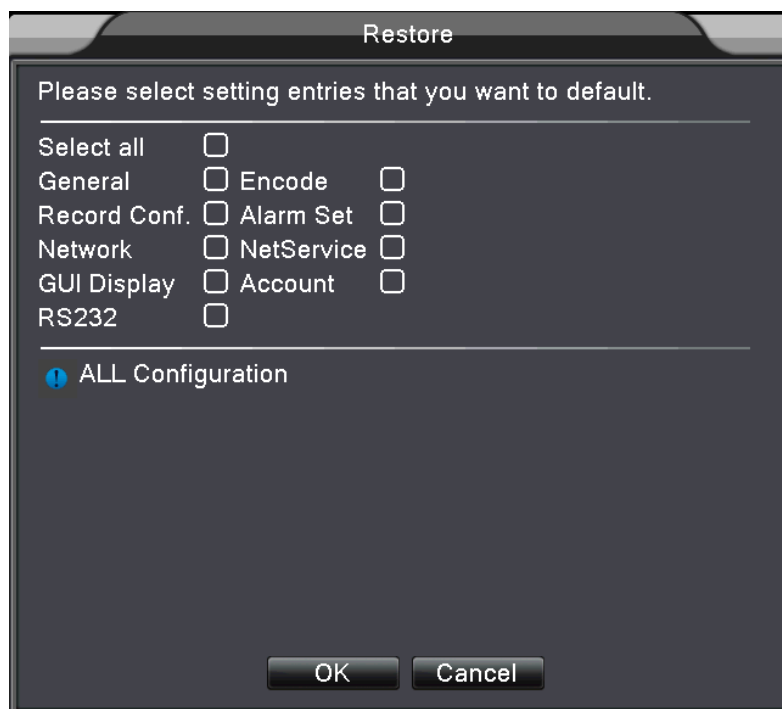 Restore
Please select setting entries that you want to default.
Select all
General Encode
Record Conf. Alarm Set
Network NetService
GUI Display Account
RS232
ALL Configuration
OK Cancel